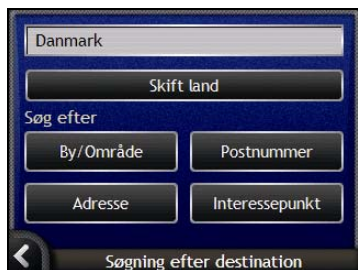 Danmark
Skift land
Søg efter
By/Område
Postnummer
Adresse
Interessepunkt
Søgning efter destination